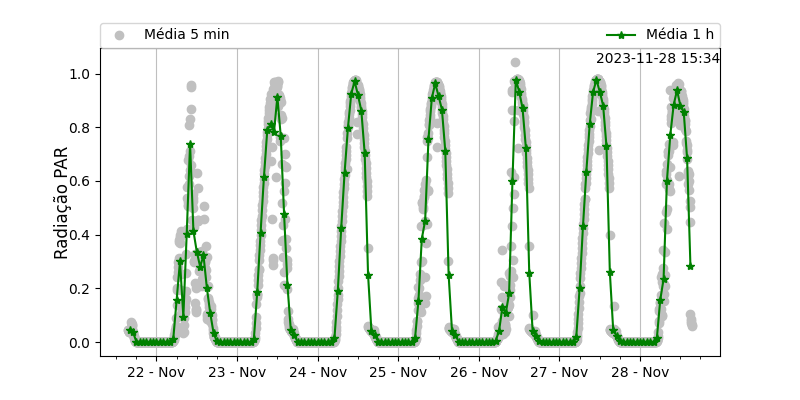 Média 5 min
Média 1 h
2023-11-28 15:34
Radiação PAR
1.0
0.8
0.6
0.4
0.2
0.0
22 - Nov
23 - Nov
24 - Nov
25 - Nov
26 - Nov
27 - Nov
28 - Nov